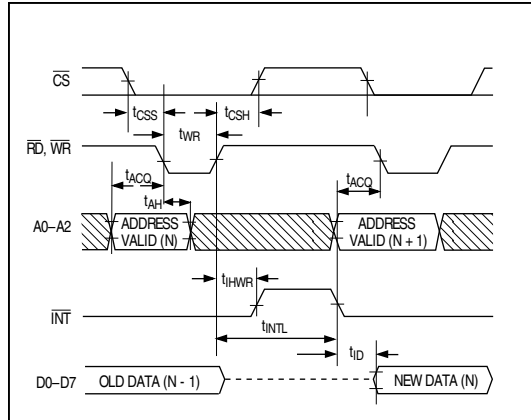 CS
tCSS
tCSH
tWR
RD, WR
tACQ
tACQ
tAH
A0–A2
ADDRESS
VALID (N)
ADDRESS
VALID (N + 1)
tIHWR
INT
tINTL
tID
D0–D7
OLD DATA (N - 1)
NEW DATA (N)